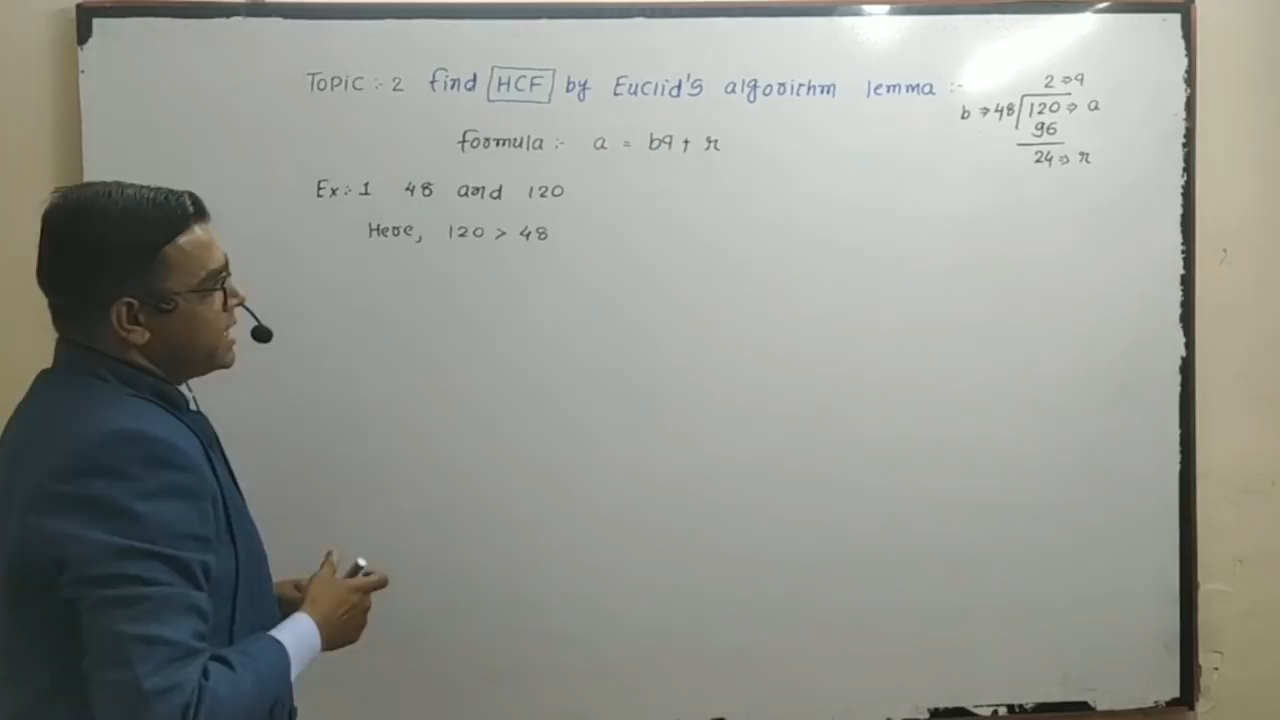 TOPIC :- 2 find HCF by Euclid's algorithm lemma :-
formula :- a = bq + r
Ex:- 1 48 and 120
Here, 120 > 48
2 ⇒ q
b ⇒ 48 120 ⇒ a
96
24 ⇒ r